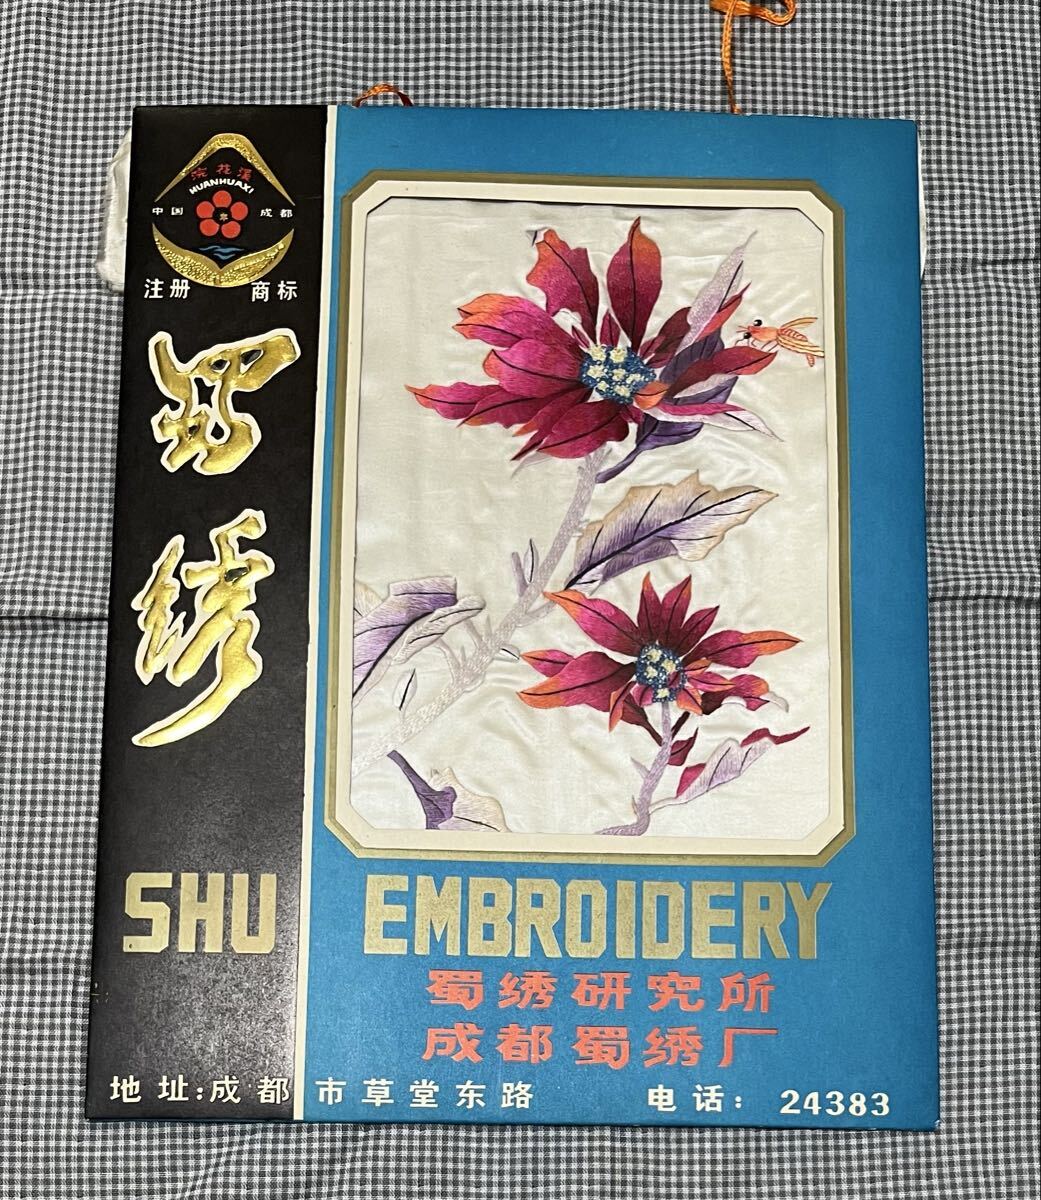 浣花溪
HUANHUAXI
中国 成都
注册 商标
蜀绣
SHU EMBROIDERY
蜀绣研究所
成都蜀绣厂
地址:成都市草堂东路 电话: 24383